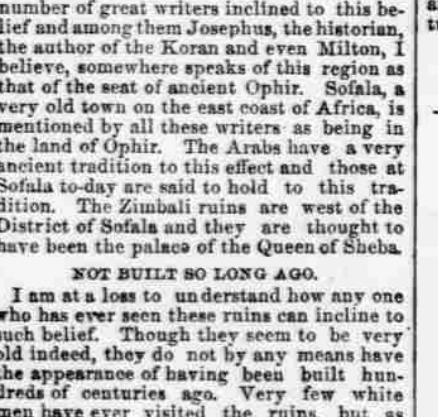 number of great writers inclined to this be-
lief and among them Josephus, the historian,
the author of the Koran and even Milton, I
believe, somewhere speaks of this region as
that of the seat of ancient Ophir. Sofala, a
very old town on the east coast of Africa, is
mentioned by all these writers as being in
the land of Ophir. The Arabs have a very
ancient tradition to this effect and those at
Sofala to-day are said to hold to this tra-
dition. The Zimbali ruins are west of the
District of Sofala and they are thought to
have been the palace of the Queen of Sheba.
NOT BUILT SO LONG AGO.
I am at a loss to understand how any one
who has ever seen these ruins can incline to
such belief. Though they seem to be very
old indeed, they do not by any means have
the appearance of having been built hun-
dreds of centuries ago. Very few white
men have ever visited the ruins, but as